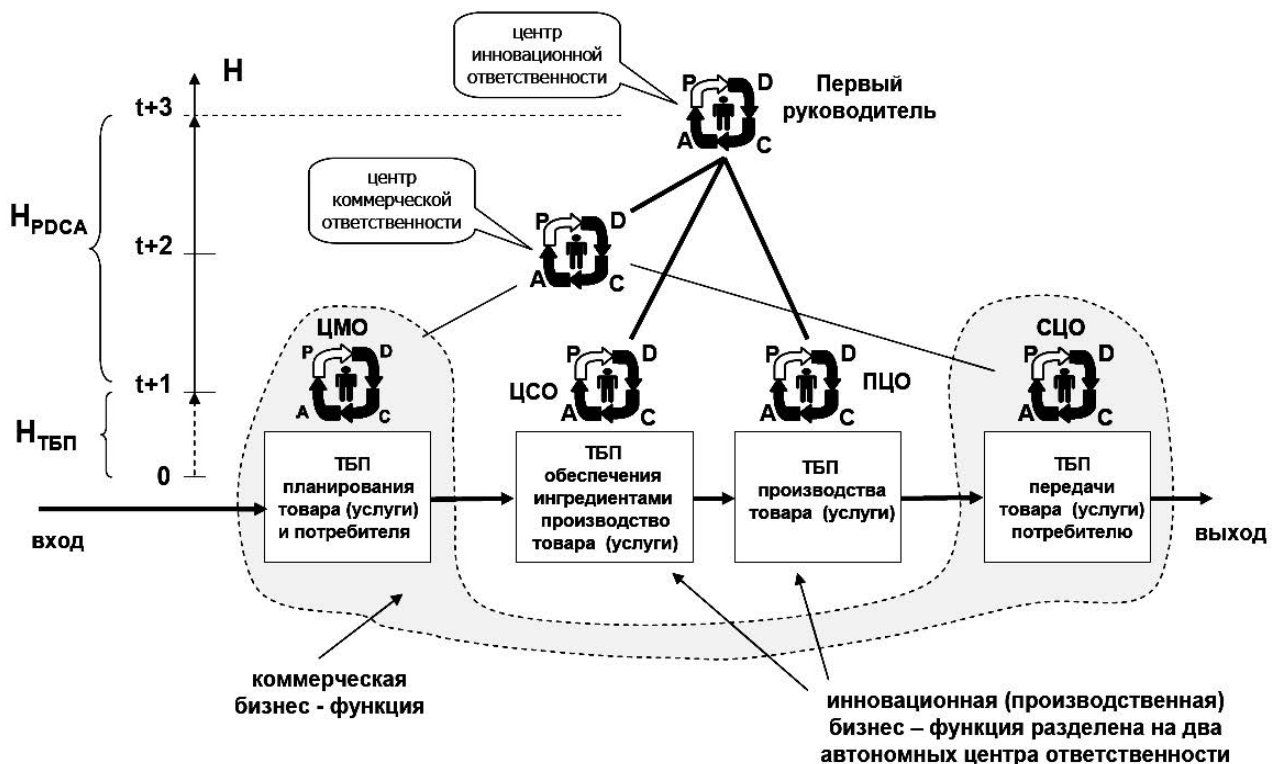 центр
инновационной
ответственности
H
P
D
A
C
Первый
руководитель
t+3
центр
коммерческой
ответственности
HPDCA
t+2
P
D
A
C
ЦМО
P
D
A
C
ЦСО
P
D
A
C
ПЦО
P
D
A
C
СЦО
P
D
A
C
t+1
HТБП
0
ТБП
планирования
товара (услуги)
и потребителя
ТБП
обеспечения
ингредиентами
производство
товара (услуги)
ТБП
производства
товара (услуги)
ТБП
передачи
товара (услуги)
потребителю
вход
выход
коммерческая
бизнес - функция
инновационная (производственная)
бизнес – функция разделена на два
автономных центра ответственности